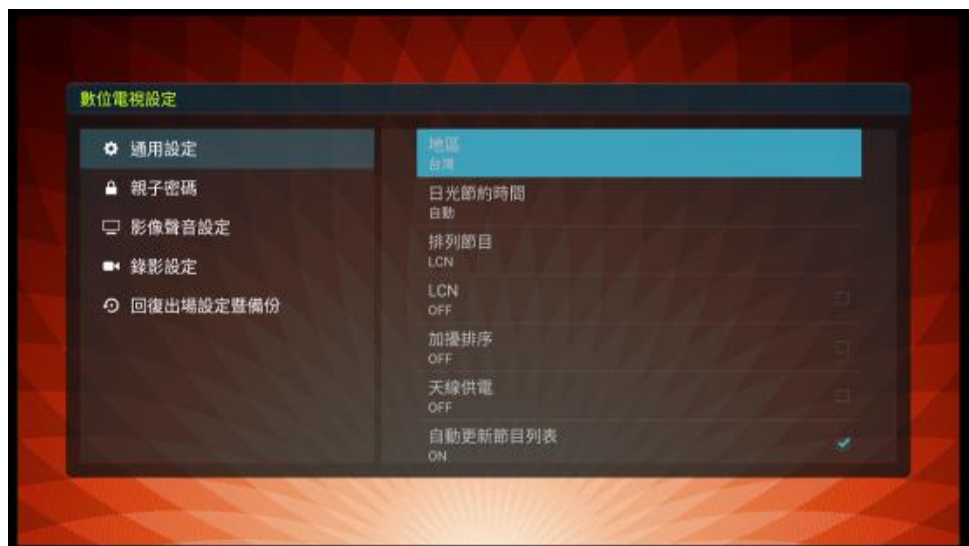 數位電視設定
通用設定
親子密碼
影像聲音設定
錄影設定
回復出場設定暨備份
地區
台灣
日光節約時間
自動
排列節目
LCN
LCN
OFF
加擾排序
OFF
天線供電
OFF
自動更新節目列表
ON